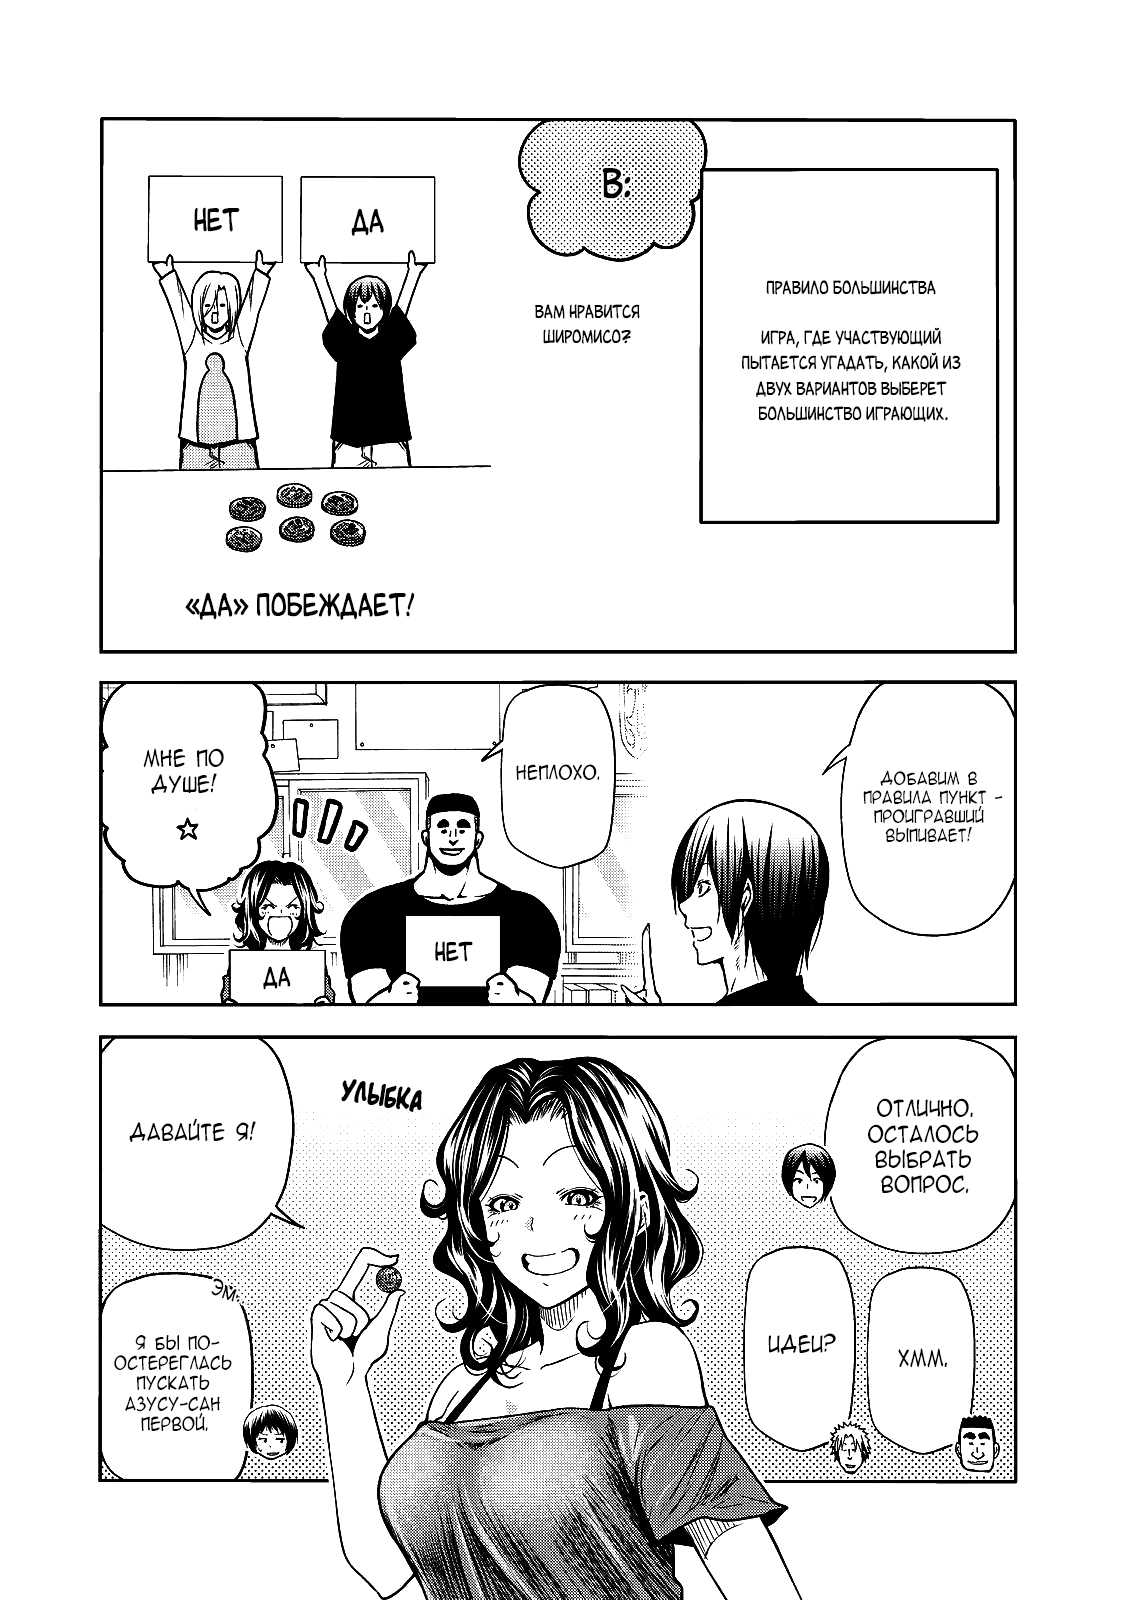 ПРАВИЛО БОЛЬШИНСТВА
ИГРА, ГДЕ УЧАСТВУЮЩИЙ
ПЫТАЕТСЯ УГАДАТЬ, КАКОЙ ИЗ
ДВУХ ВАРИАНТОВ ВЫБЕРЕТ
БОЛЬШИНСТВО ИГРАЮЩИХ.
В:
ВАМ НРАВИТСЯ
ШИРОМИСО?
ДА
НЕТ
«ДА» ПОБЕЖДАЕТ!
ДОБАВИМ В
ПРАВИЛА ПУНКТ -
ПРОИГРАВШИЙ
ВЫПИВАЕТ!
НЕПЛОХО.
НЕТ
МНЕ ПО
ДУШЕ!
☆
ДА
ОТЛИЧНО.
ОСТАЛОСЬ
ВЫБРАТЬ
ВОПРОС.
ХММ.
ИДЕИ?
УЛЫБКА
ДАВАЙТЕ Я!
ЭМ.
Я БЫ ПО-
ОСТЕРЕГЛАСЬ
ПУСКАТЬ
АЗУСУ-САН
ПЕРВОЙ.